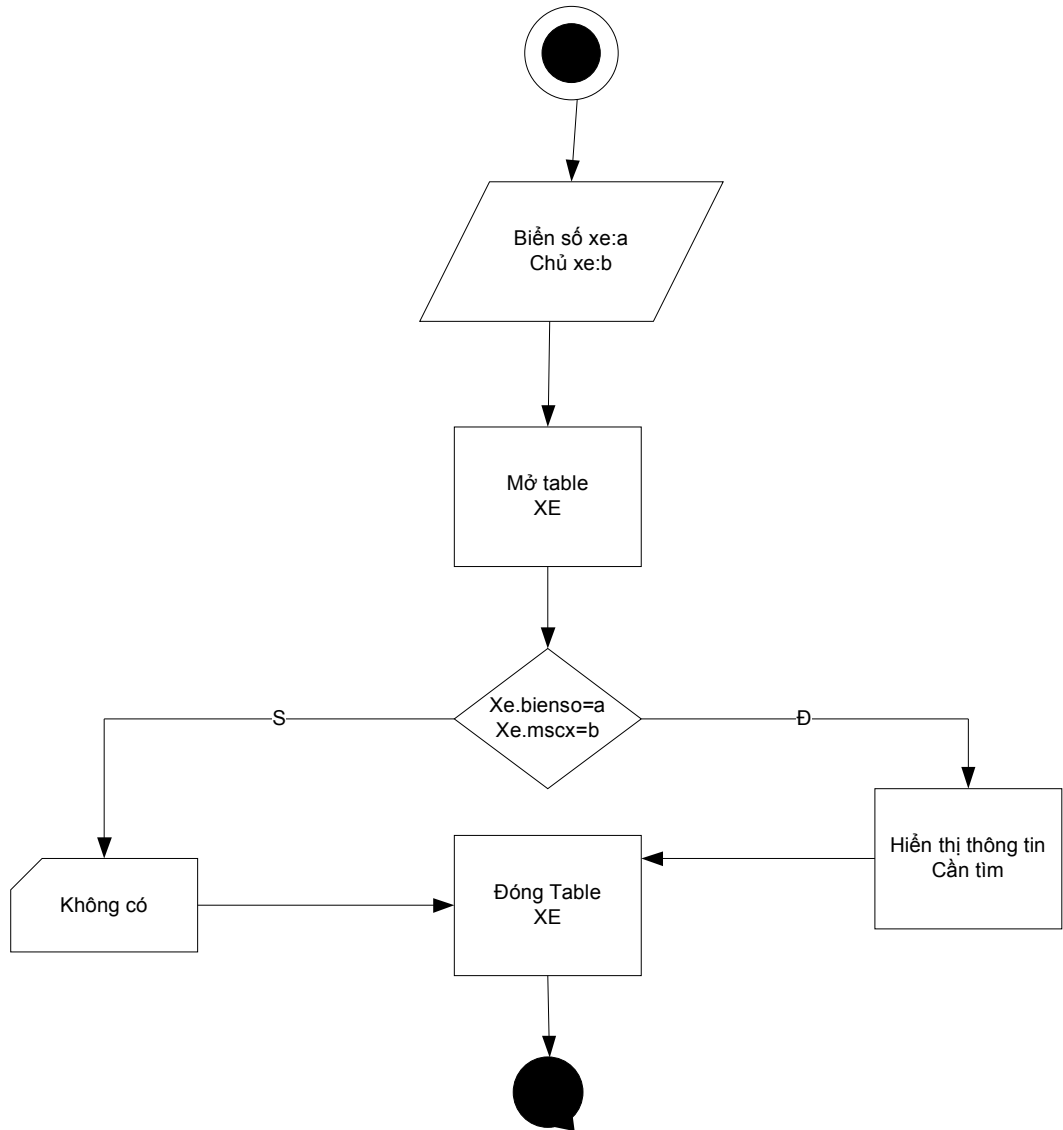 Biển số xe:a
Chủ xe:b
Mở table
XE
Xe.bienso=a
Xe.mscx=b
S
Đ
Hiển thị thông tin
Cần tìm
Không có
Đóng Table
XE